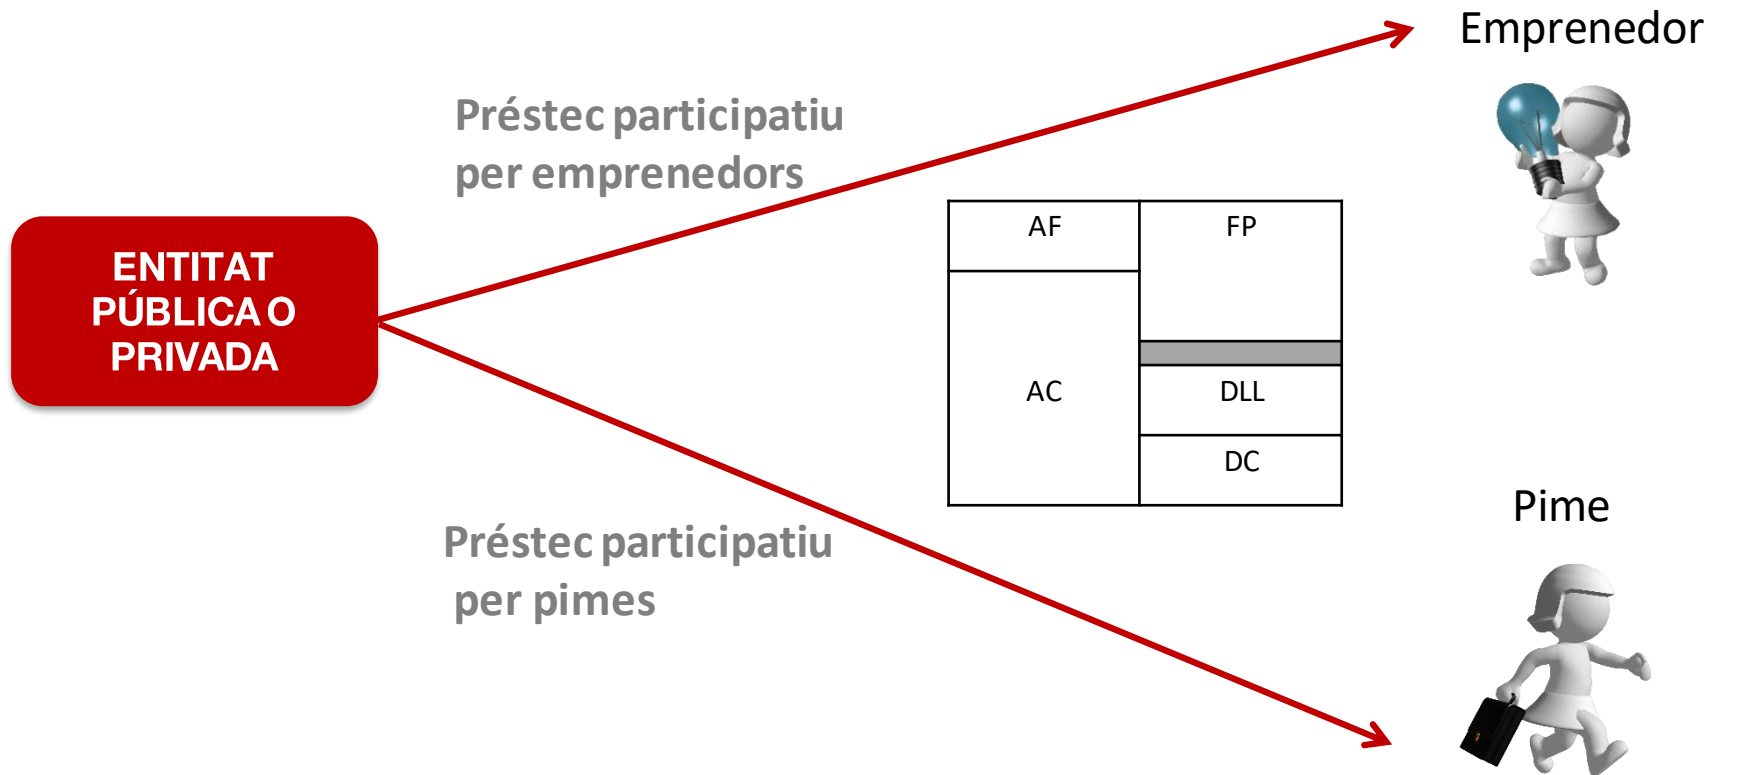 Emprenedor
Préstec participatiu
per emprenedors
ENTITAT
PÚBLICA O
PRIVADA
AF
FP
AC
DLL
DC
Pime
Préstec participatiu
per pimes